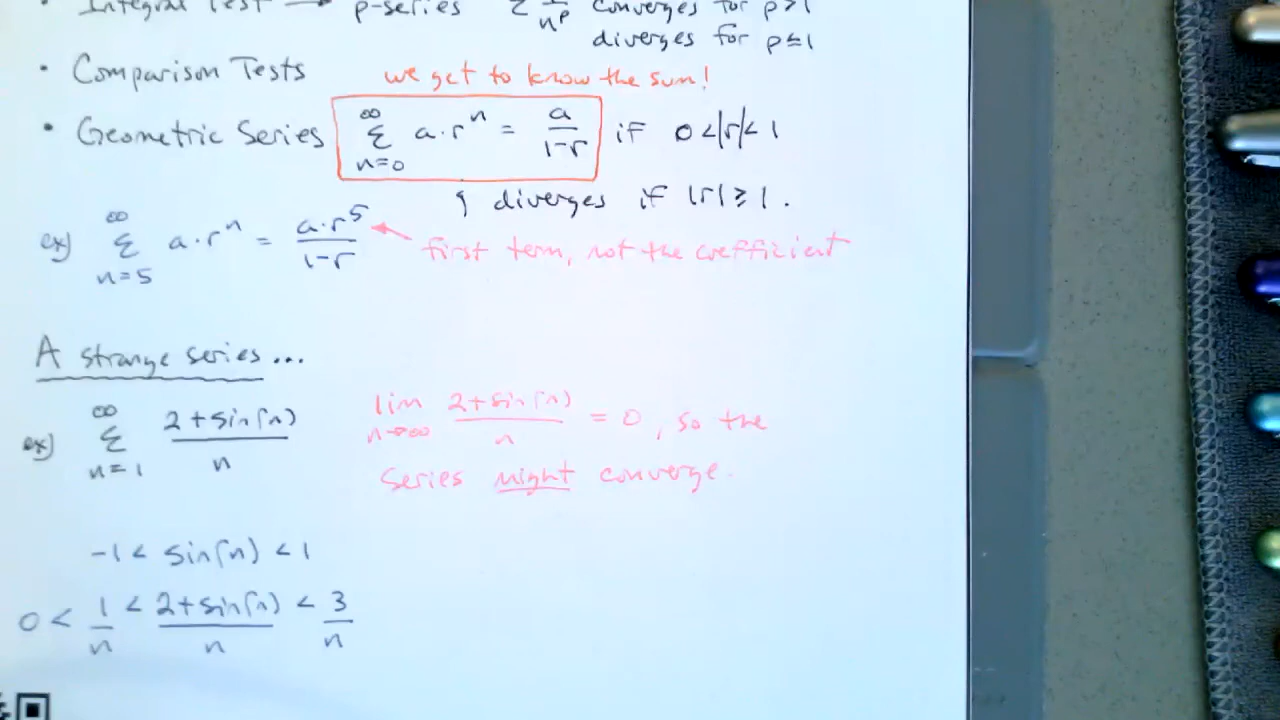 • Integral Test → p-series Σ 1/n^p converges for p>1
diverges for p≤1
• Comparison Tests we get to know the sum!
• Geometric Series ∞ Σ n=0 a·r^n = a/(1-r) if 0<|r|<1
diverges if |r|≥1.
ex) ∞ Σ n=5 a·r^n = a·r^5/(1-r) first term, not the coefficient
A strange series...
ex) ∞ Σ n=1 (2+sin(n))/n lim n→∞ (2+sin(n))/n = 0, so the
series might converge.
-1 < sin(n) < 1
0 < 1/n < (2+sin(n))/n < 3/n